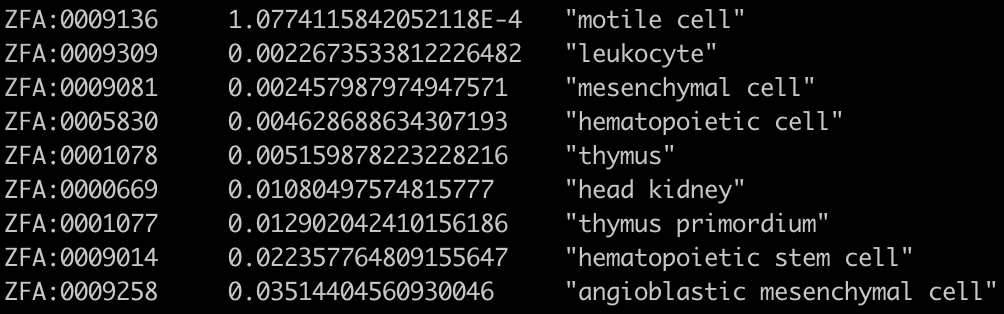 ZFA:0009136 1.0774115842052118E-4 "motile cell"
ZFA:0009309 0.0022673533812226482 "leukocyte"
ZFA:0009081 0.002457987974947571 "mesenchymal cell"
ZFA:0005830 0.004628688634307193 "hematopoietic cell"
ZFA:0001078 0.005159878223228216 "thymus"
ZFA:0000669 0.01080497574815777 "head kidney"
ZFA:0001077 0.012902042410156186 "thymus primordium"
ZFA:0009014 0.022357764809155647 "hematopoietic stem cell"
ZFA:0009258 0.03514404560930046 "angioblastic mesenchymal cell"